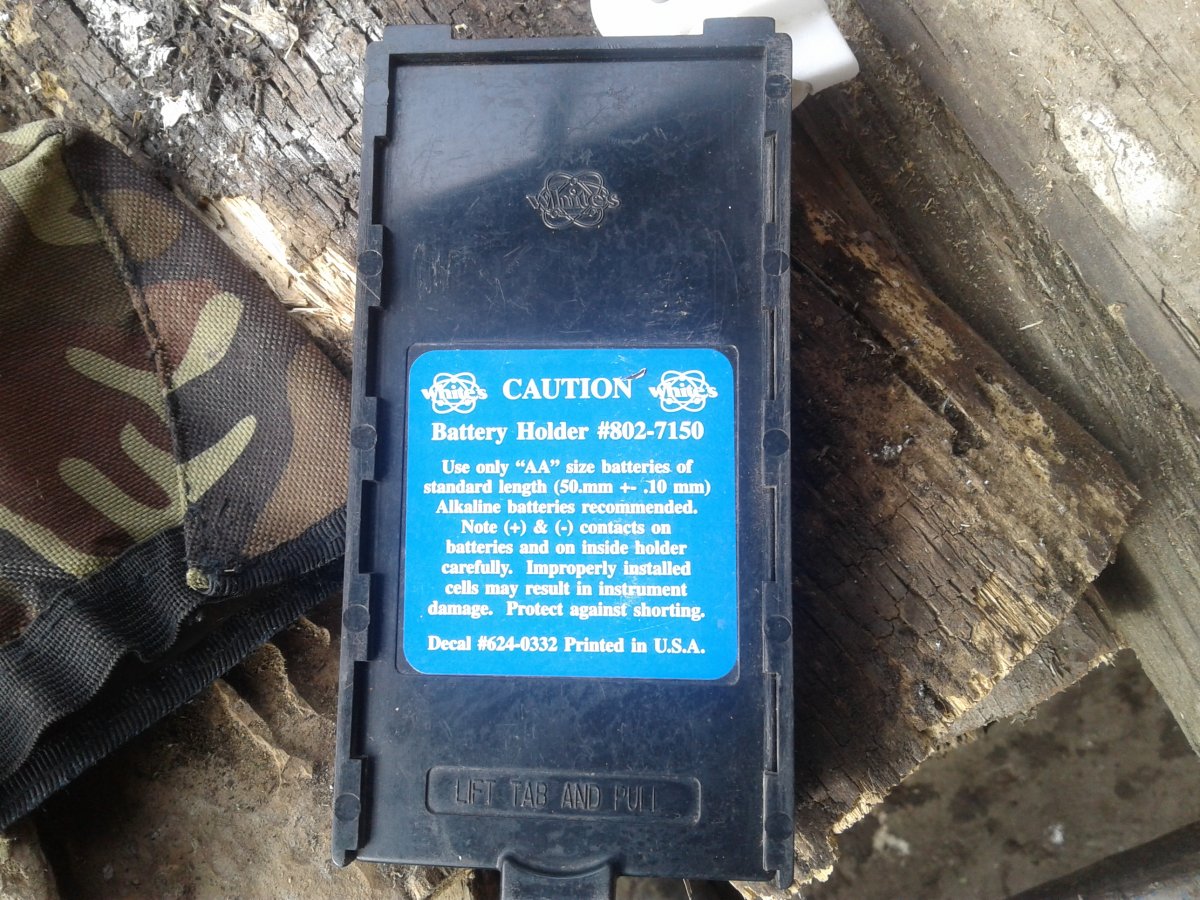 White's
White's CAUTION White's
Battery Holder #802-7150
Use only “AA” size batteries of
standard length (50.mm +- .10 mm)
Alkaline batteries recommended.
Note (+) & (-) contacts on
batteries and on inside holder
carefully. Improperly installed
cells may result in instrument
damage. Protect against shorting.
Decal #624-0332 Printed in U.S.A.
LIFT TAB AND PULL